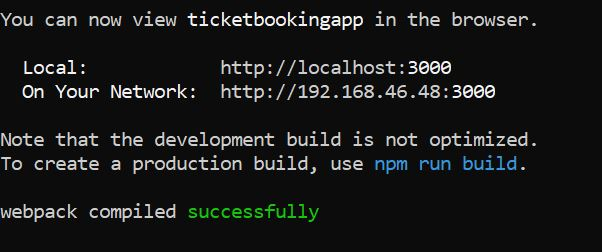 You can now view ticketbookingapp in the browser.
Local: http://localhost:3000
On Your Network: http://192.168.46.48:3000
Note that the development build is not optimized.
To create a production build, use npm run build.
webpack compiled successfully